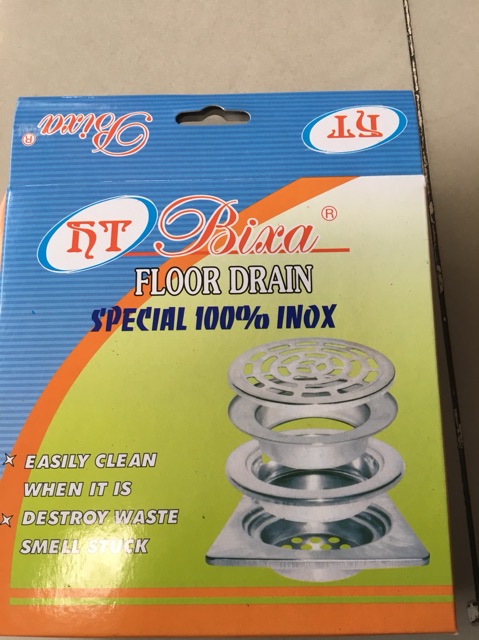 Bixa ®
HT
HT Bixa ®
FLOOR DRAIN
SPECIAL 100% INOX
EASILY CLEAN
WHEN IT IS
DESTROY WASTE
SMELL STUCK